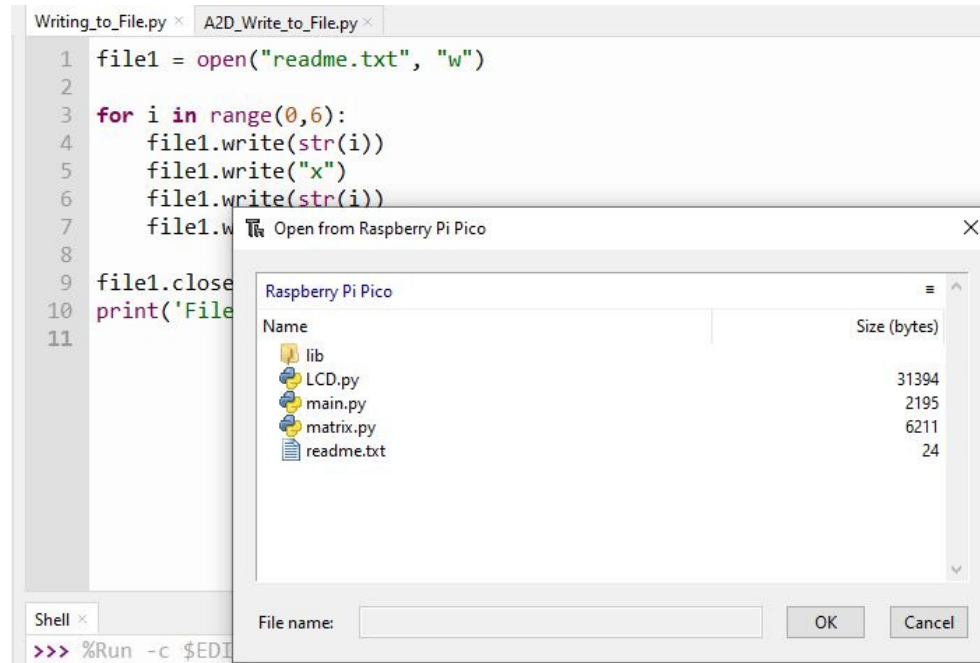 Writing_to_File.py × A2D_Write_to_File.py ×
1 file1 = open("readme.txt", "w")
2
3 for i in range(0,6):
4 file1.write(str(i))
5 file1.write("x")
6 file1.write(str(i))
7 file1.w
8
9 file1.close
10 print('File
11
Open from Raspberry Pi Pico
Raspberry Pi Pico
Name Size (bytes)
lib
LCD.py 31394
main.py 2195
matrix.py 6211
readme.txt 24
File name: OK Cancel
Shell ×
>>> %Run -c $EDI